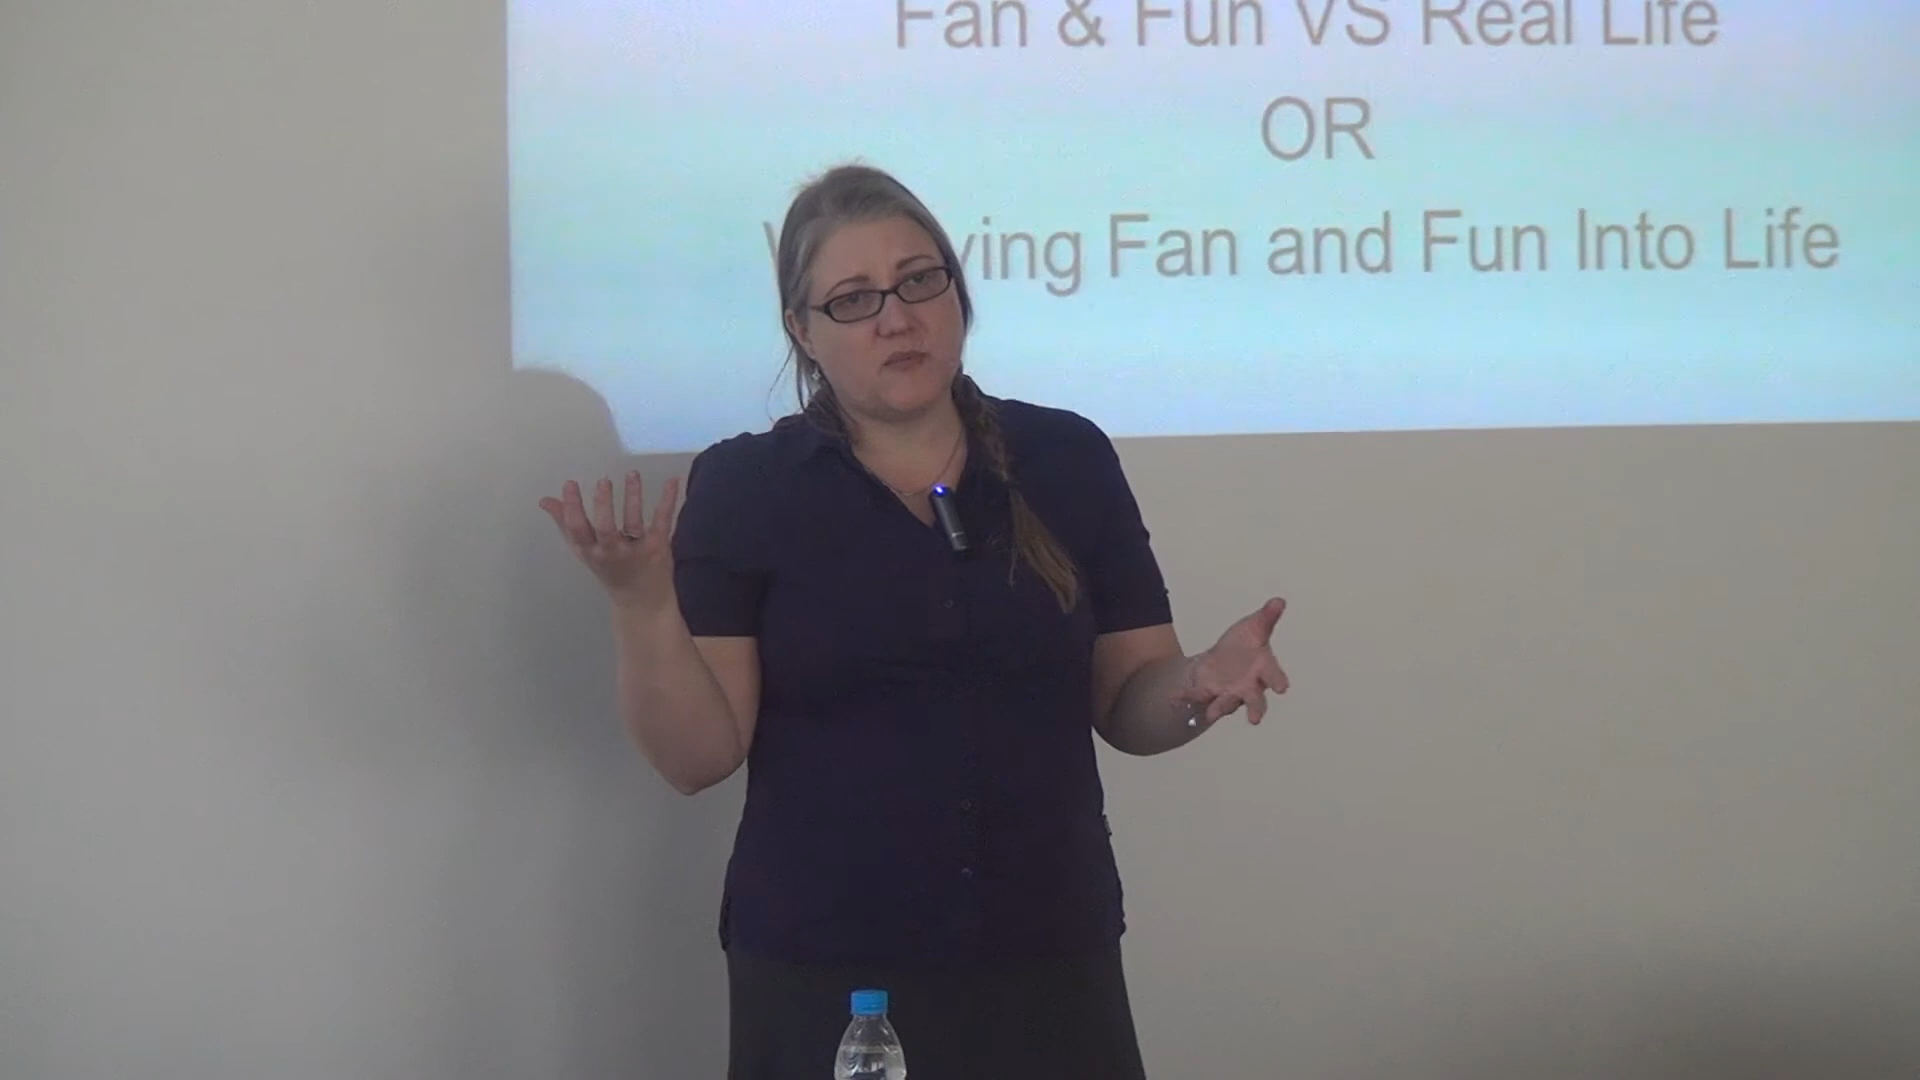 Fan & Fun VS Real Life
OR
Fan and Fun Into Life